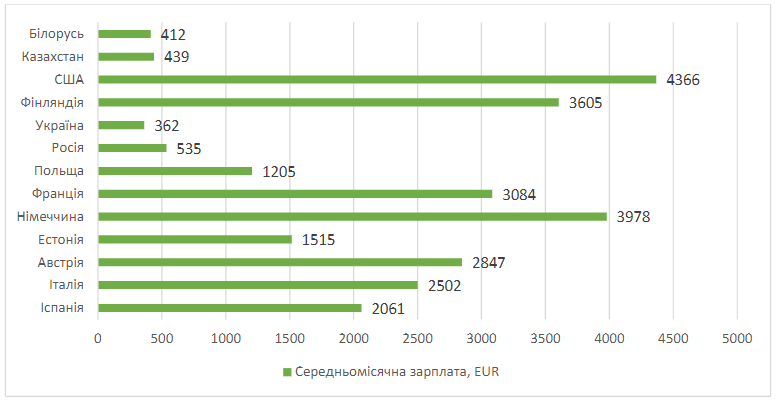 Білорусь 412
Казахстан 439
США 4366
Фінляндія 3605
Україна 362
Росія 535
Польща 1205
Франція 3084
Німеччина 3978
Естонія 1515
Австрія 2847
Італія 2502
Іспанія 2061
0 500 1000 1500 2000 2500 3000 3500 4000 4500 5000
Середньомісячна зарплата, EUR